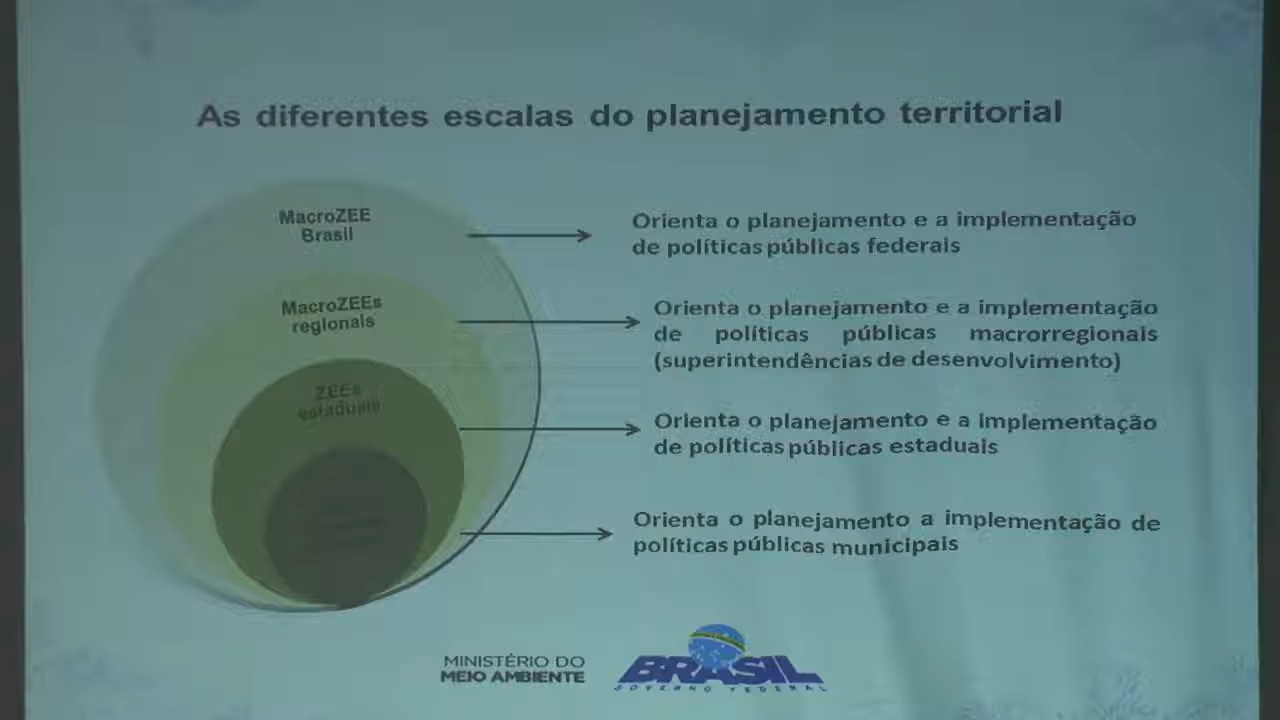 As diferentes escalas do planejamento territorial
MacroZEE
Brasil
Orienta o planejamento e a implementação
de políticas públicas federais
MacroZEEs
regionais
Orienta o planejamento e a implementação
de políticas públicas macrorregionais
(superintendências de desenvolvimento)
ZEEs
estaduais
Orienta o planejamento e a implementação
de políticas públicas estaduais
Orienta o planejamento a implementação de
políticas públicas municipais
MINISTÉRIO DO
MEIO AMBIENTE
BRASIL
GOVERNO FEDERAL